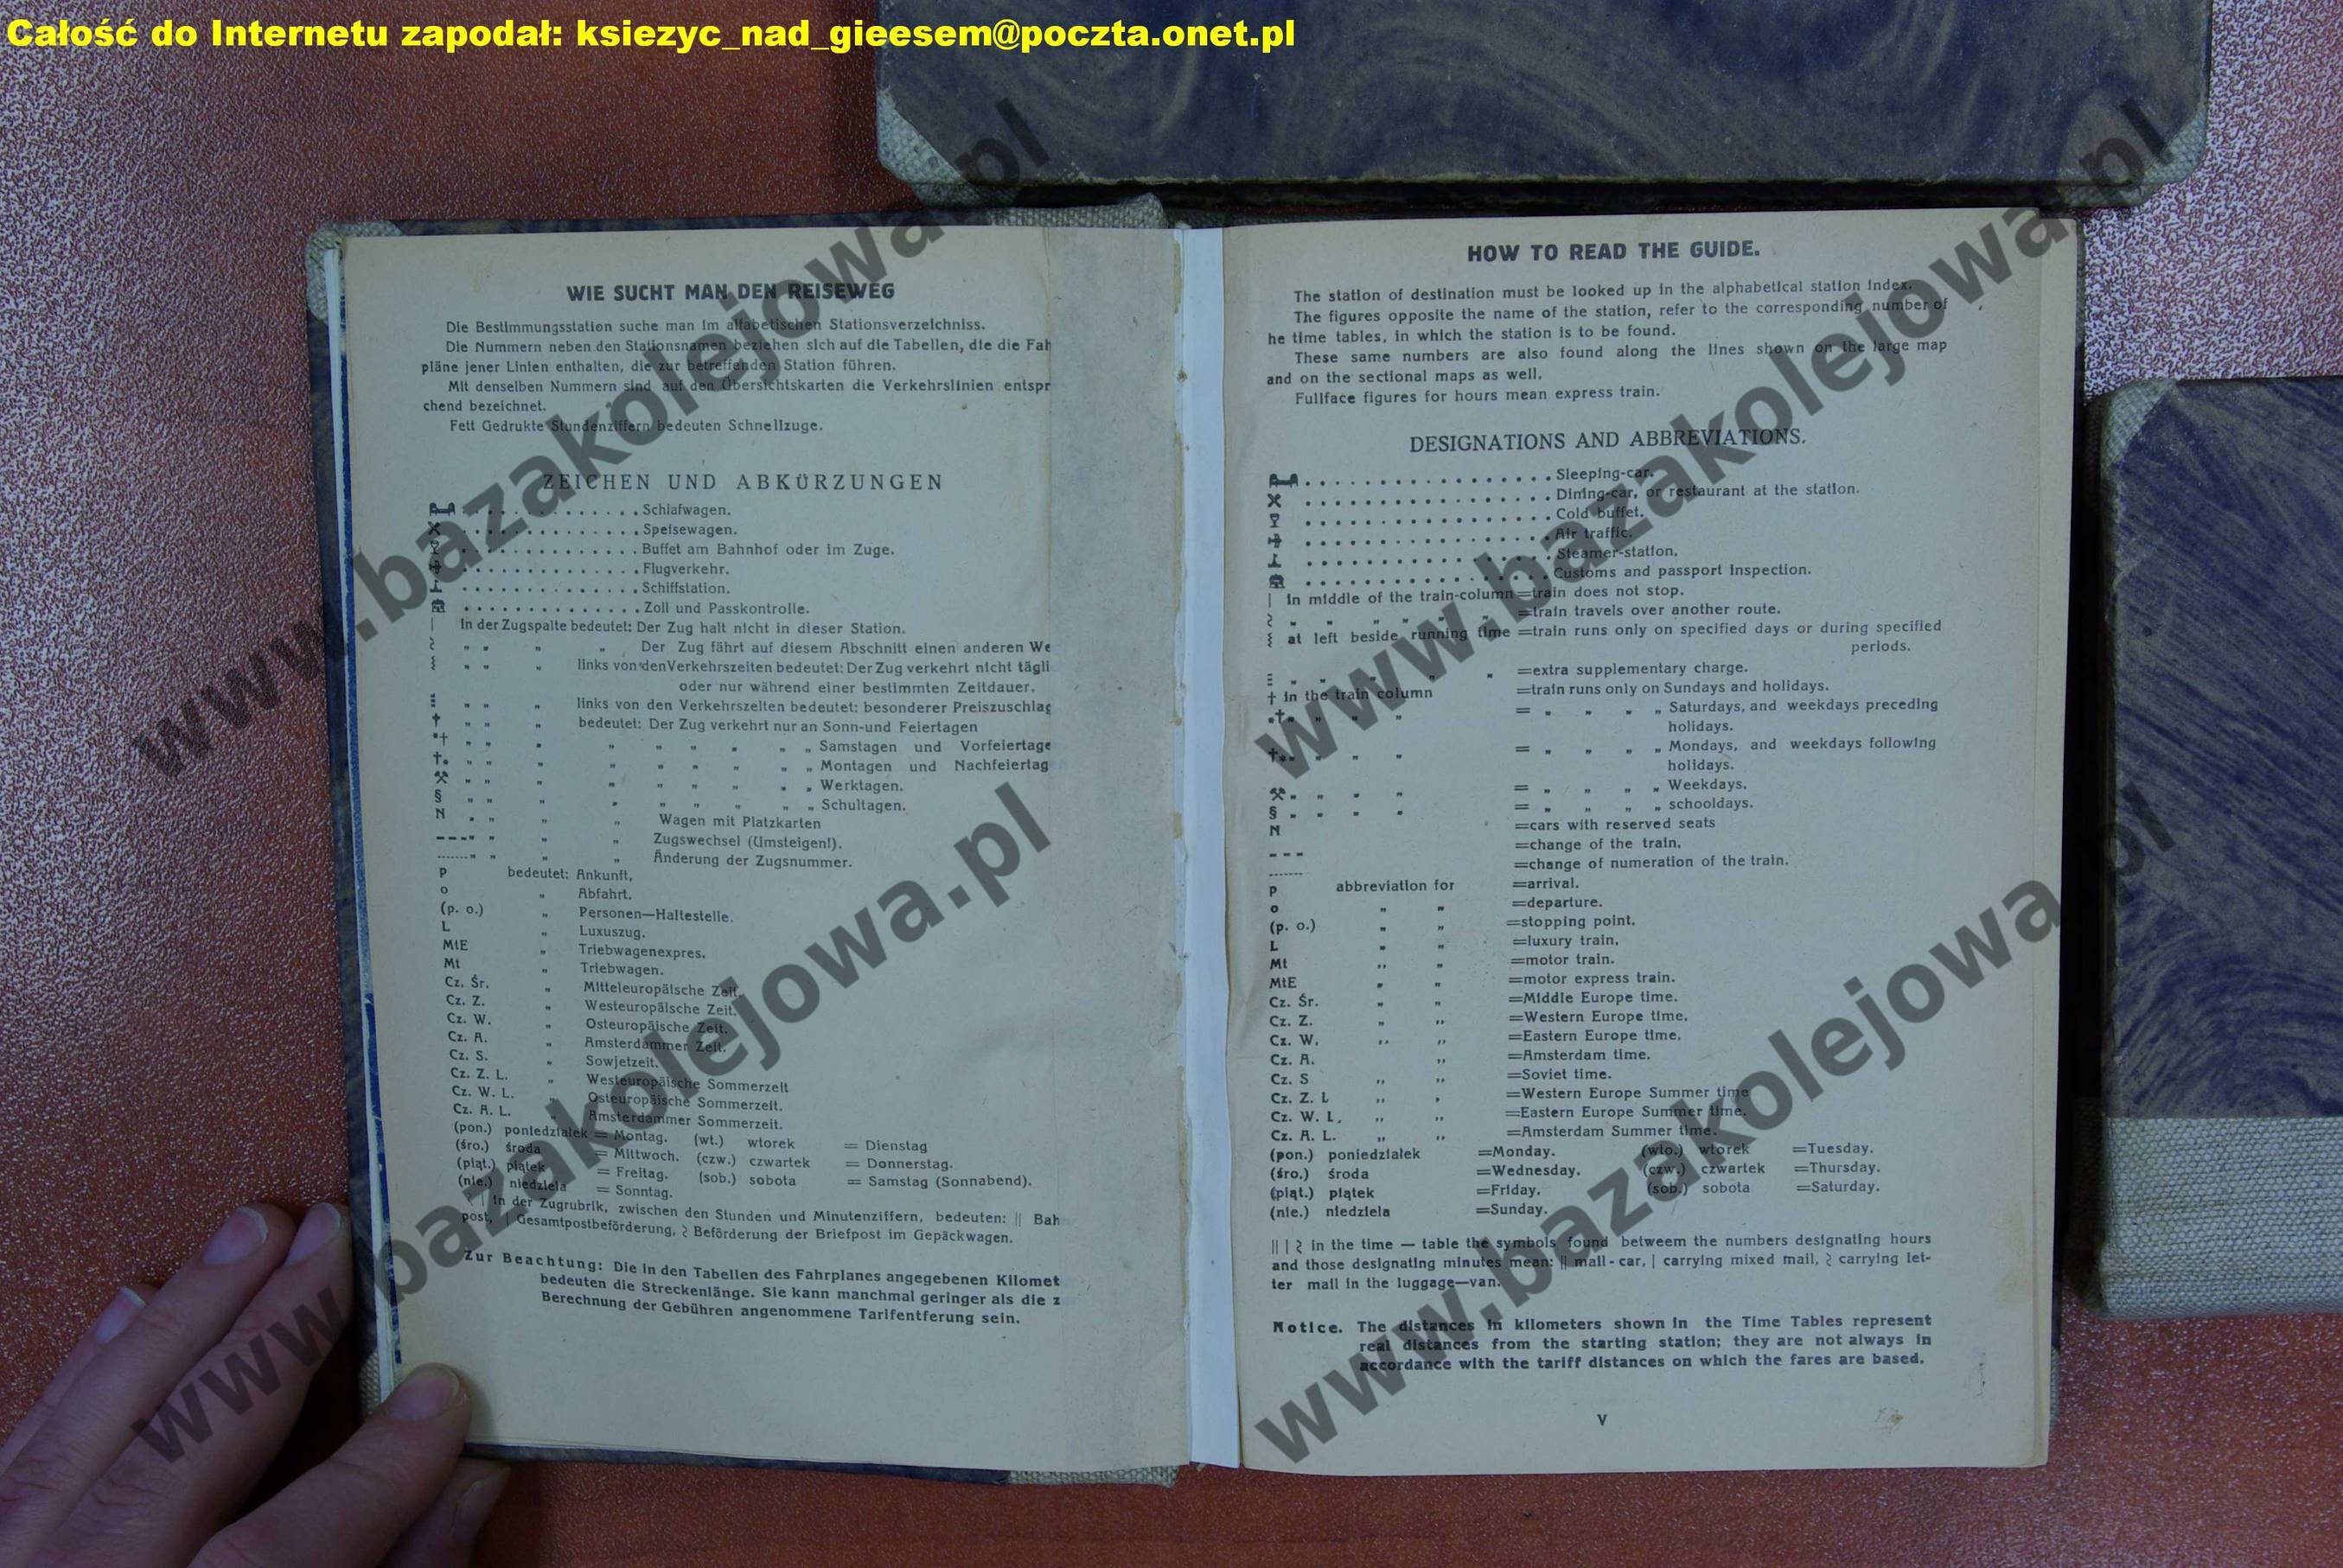 Całość do Internetu zapodał: ksiezyc_nad_gieesem@poczta.onet.pl
WIE SUCHT MAN DEN REISEWEG
Die Bestimmungsstation suche man im alfabetischen Stationsverzeichniss.
Die Nummern neben den Stationsnamen beziehen sich auf die Tabellen, die die Fah
pläne jener Linien enthalten, die zur betreffenden Station führen.
Mit denselben Nummern sind auf den Übersichtskarten die Verkehrslinien entspr
chend bezeichnet.
Fett Gedrukte Stundenziffern bedeuten Schnellzuge.
ZEICHEN UND ABKÜRZUNGEN
. . . . . . . . . . . . . . Schlafwagen.
. . . . . . . . . . . . . . Speisewagen.
. . . . . . . . . . . . . . Buffet am Bahnhof oder im Zuge.
. . . . . . . . . . . . . . Flugverkehr.
. . . . . . . . . . . . . . Schiffstation.
. . . . . . . . . . . . . . Zoll und Passkontrolle.
| In der Zugspalte bedeutet: Der Zug halt nicht in dieser Station.
" " " " Der Zug fährt auf diesem Abschnitt einen anderen We
" " " links von den Verkehrszeiten bedeutet: Der Zug verkehrt nicht tägli
oder nur während einer bestimmten Zeitdauer.
" " " links von den Verkehrszeiten bedeutet: besonderer Preiszuschlag
† " " " bedeutet: Der Zug verkehrt nur an Sonn-und Feiertagen
*† " " " " " " " " " Samstagen und Vorfeiertage
†* " " " " " " " " " Montagen und Nachfeiertag
⚒ " " " " " " " " " Werktagen.
§ " " " " " " " " " Schultagen.
N " " " " Wagen mit Platzkarten
--- " " " " Zugswechsel (Umsteigen!).
------- " " " " Änderung der Zugsnummer.
p bedeutet: Ankunft,
o " Abfahrt.
(p. o.) " Personen—Haltestelle.
L " Luxuszug.
MtE " Triebwagenexpres.
Mt " Triebwagen.
Cz. Śr. " Mitteleuropäische Zeit.
Cz. Z. " Westeuropäische Zeit.
Cz. W. " Osteuropäische Zeit.
Cz. A. " Amsterdammer Zeit.
Cz. S. " Sowjetzeit.
Cz. Z. L. " Westeuropäische Sommerzeit
Cz. W. L. Osteuropäische Sommerzeit.
Cz. A. L. " Amsterdammer Sommerzeit.
(pon.) poniedzialek = Montag. (wt.) wtorek = Dienstag
(śro.) środa = Mittwoch. (czw.) czwartek = Donnerstag.
(piąt.) piątek = Freitag. (sob.) sobota = Samstag (Sonnabend).
(nie.) niedziela = Sonntag.
In der Zugrubrik, zwischen den Stunden und Minutenziffern, bedeuten: || Bah
post, | Gesamtpostbeförderung, ⌇ Beförderung der Briefpost im Gepäckwagen.
Zur Beachtung: Die in den Tabellen des Fahrplanes angegebenen Kilomet
bedeuten die Streckenlänge. Sie kann manchmal geringer als die z
Berechnung der Gebühren angenommene Tarifentferung sein.
HOW TO READ THE GUIDE.
The station of destination must be looked up in the alphabetical station index.
The figures opposite the name of the station, refer to the corresponding number of
he time tables, in which the station is to be found.
These same numbers are also found along the lines shown on the large map
and on the sectional maps as well.
Fullface figures for hours mean express train.
DESIGNATIONS AND ABBREVIATIONS.
. . . . . . . . . . . . . . . . . Sleeping-car.
. . . . . . . . . . . . . . . . . Dining-car, or restaurant at the station.
. . . . . . . . . . . . . . . . . Cold buffet.
. . . . . . . . . . . . . . . . . Air traffic.
. . . . . . . . . . . . . . . . . Steamer-station.
. . . . . . . . . . . . . . . . . Customs and passport inspection.
| in middle of the train-column =train does not stop.
" " " " " =train travels over another route.
at left beside running time =train runs only on specified days or during specified
periods.
" " " " " =extra supplementary charge.
† in the train column =train runs only on Sundays and holidays.
*†" " " " = " " " " Saturdays, and weekdays preceding
holidays.
†*" " " " = " " " " Mondays, and weekdays following
holidays.
⚒ " " " " = " " " " Weekdays.
§ " " " " = " " " " schooldays.
N =cars with reserved seats
--- =change of the train.
------- =change of numeration of the train.
p abbreviation for =arrival.
o " " =departure.
(p. o.) " " =stopping point.
L " " =luxury train.
Mt " " =motor train.
MtE " " =motor express train.
Cz. Śr. " " =Middle Europe time.
Cz. Z. " " =Western Europe time.
Cz. W. " " =Eastern Europe time.
Cz. A. " =Amsterdam time.
Cz. S " " =Soviet time.
Cz. Z. L " " =Western Europe Summer time
Cz. W. L. " " =Eastern Europe Summer time.
Cz. A. L. " " =Amsterdam Summer time.
(pon.) poniedzialek =Monday. (wto.) wtorek =Tuesday.
(śro.) środa =Wednesday. (czw.) czwartek =Thursday.
(piąt.) piątek =Friday. (sob.) sobota =Saturday.
(nie.) niedziela =Sunday.
|| | ⌇ in the time — table the symbols found betweem the numbers designating hours
and those designating minutes mean: || mail-car, | carrying mixed mail, ⌇ carrying let-
ter mail in the luggage—van.
Notice. The distances in kilometers shown in the Time Tables represent
real distances from the starting station; they are not always in
accordance with the tariff distances on which the fares are based.
V
www.bazakolejowa.pl
www.bazakolejowa.pl
www.bazakolejowa.pl
www.bazakolejowa.pl